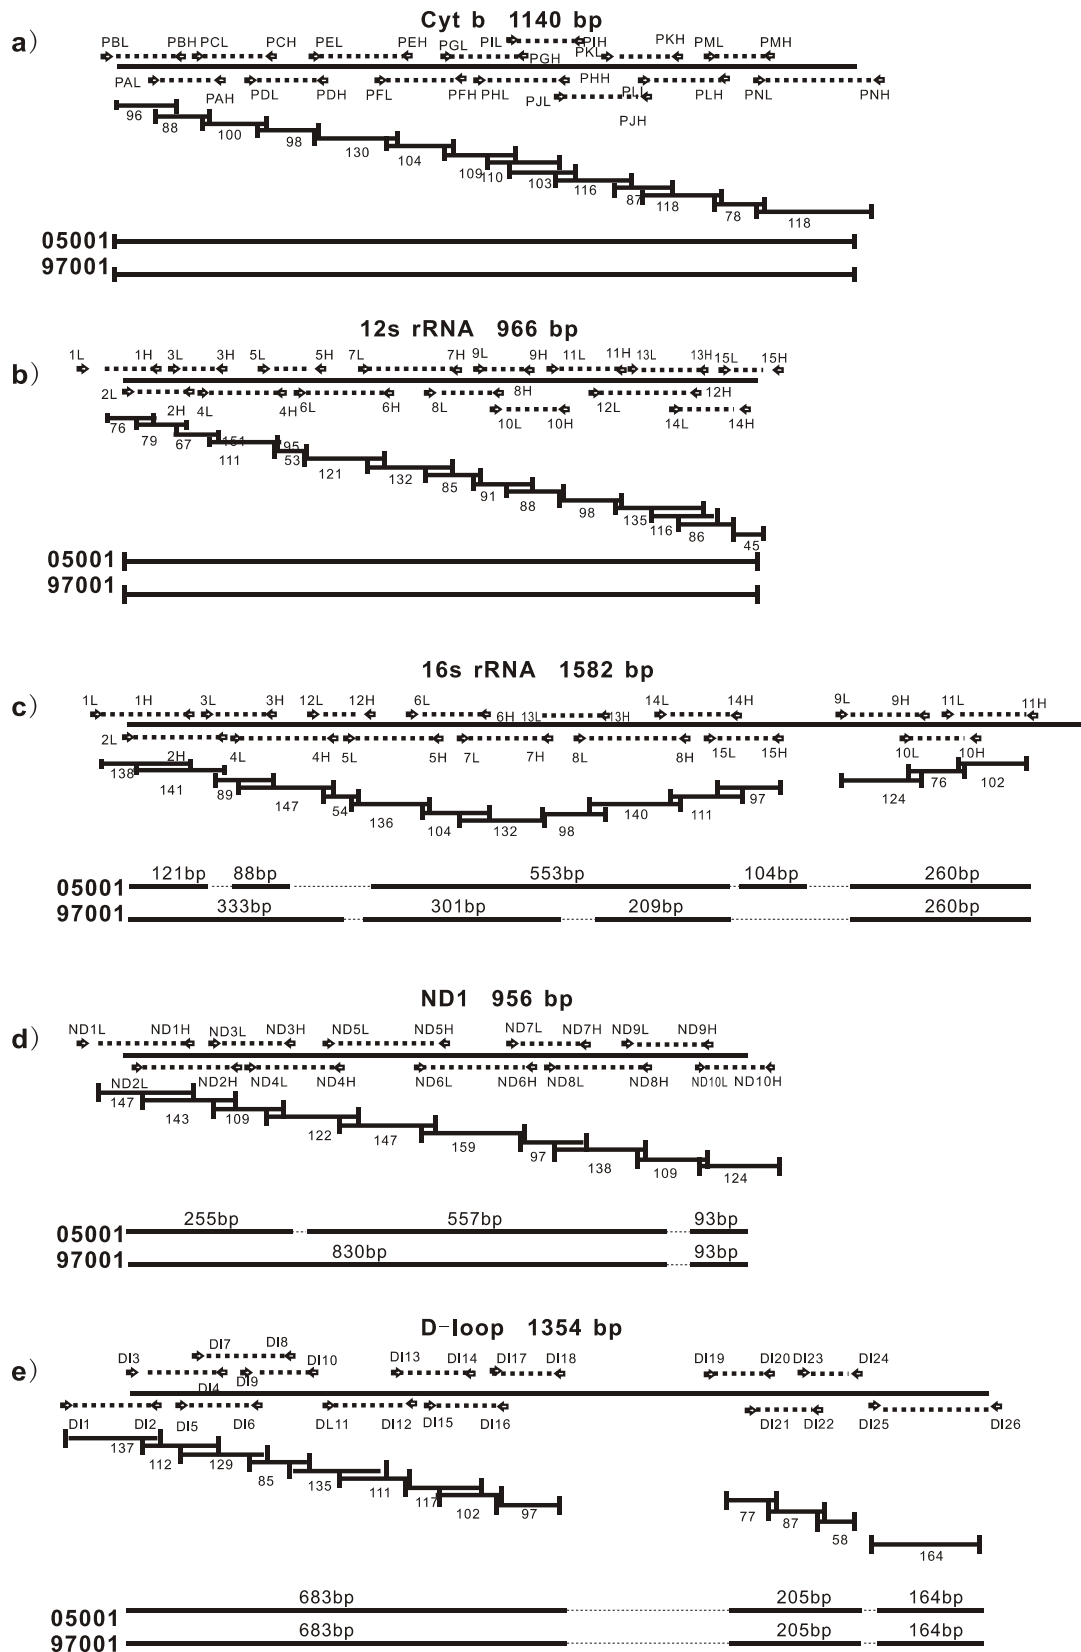 Cyt b 1140 bp
a)
PBL PBH PCL PCH PEL PEH PGL PIL PIH PKL PKH PML PMH
PGH
PAL PAH PDL PDH PFL PFH PHL PHH PJL PLL PJH PLH PNL PNH
96 88 100 98 130 104 109 110 103 116 87 118 78 118
05001
97001
12s rRNA 966 bp
b)
1L 1H 3L 3H 5L 5H 7L 7H 9L 9H 11L 11H 13L 13H 15L 15H
2L 2H 4L 4H 6L 6H 8L 8H 10L 10H 12L 12H 14L 14H
76 79 67 151 111 95 53 121 132 85 91 88 98 135 116 86 45
05001
97001
16s rRNA 1582 bp
c)
1L 1H 3L 3H 12L 12H 6L 6H 13L 13H 14L 14H 9L 9H 11L 11H
2L 2H 4L 4H 5L 5H 7L 7H 8L 8H 15L 15H 10L 10H
138 141 89 147 54 136 104 132 98 140 111 97 124 76 102
121bp 88bp 553bp 104bp 260bp
05001
333bp 301bp 209bp 260bp
97001
ND1 956 bp
d)
ND1L ND1H ND3L ND3H ND5L ND5H ND7L ND7H ND9L ND9H
ND2L ND2H ND4L ND4H ND6L ND6H ND8L ND8H ND10L ND10H
147 143 109 122 147 159 97 138 109 124
255bp 557bp 93bp
05001
830bp 93bp
97001
D-loop 1354 bp
e)
DI3 DI7 DI8 DI10 DI13 DI14 DI17 DI18 DI19 DI20 DI23 DI24
DI4 DI9
DI1 DI2 DI5 DI6 DL11 DI12 DI15 DI16 DI21 DI22 DI25 DI26
137 112 129 85 135 111 117 102 97 77 87 58 164
683bp 205bp 164bp
05001
683bp 205bp 164bp
97001